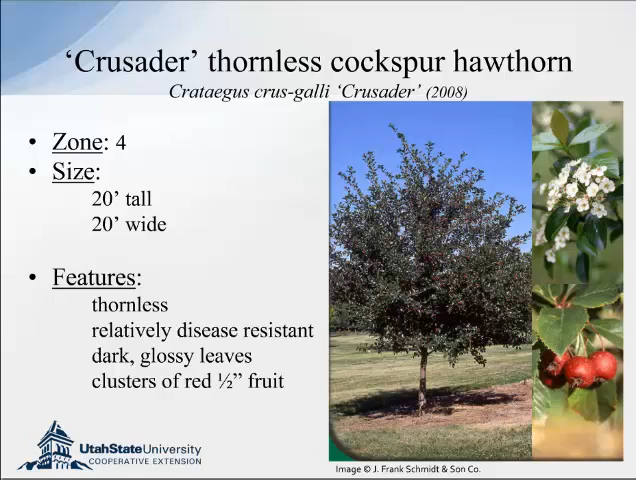 ‘Crusader’ thornless cockspur hawthorn
Crataegus crus-galli ‘Crusader’ (2008)
• Zone: 4
• Size:
20’ tall
20’ wide
• Features:
thornless
relatively disease resistant
dark, glossy leaves
clusters of red ½” fruit
UtahStateUniversity
COOPERATIVE EXTENSION
Image © J. Frank Schmidt & Son Co.